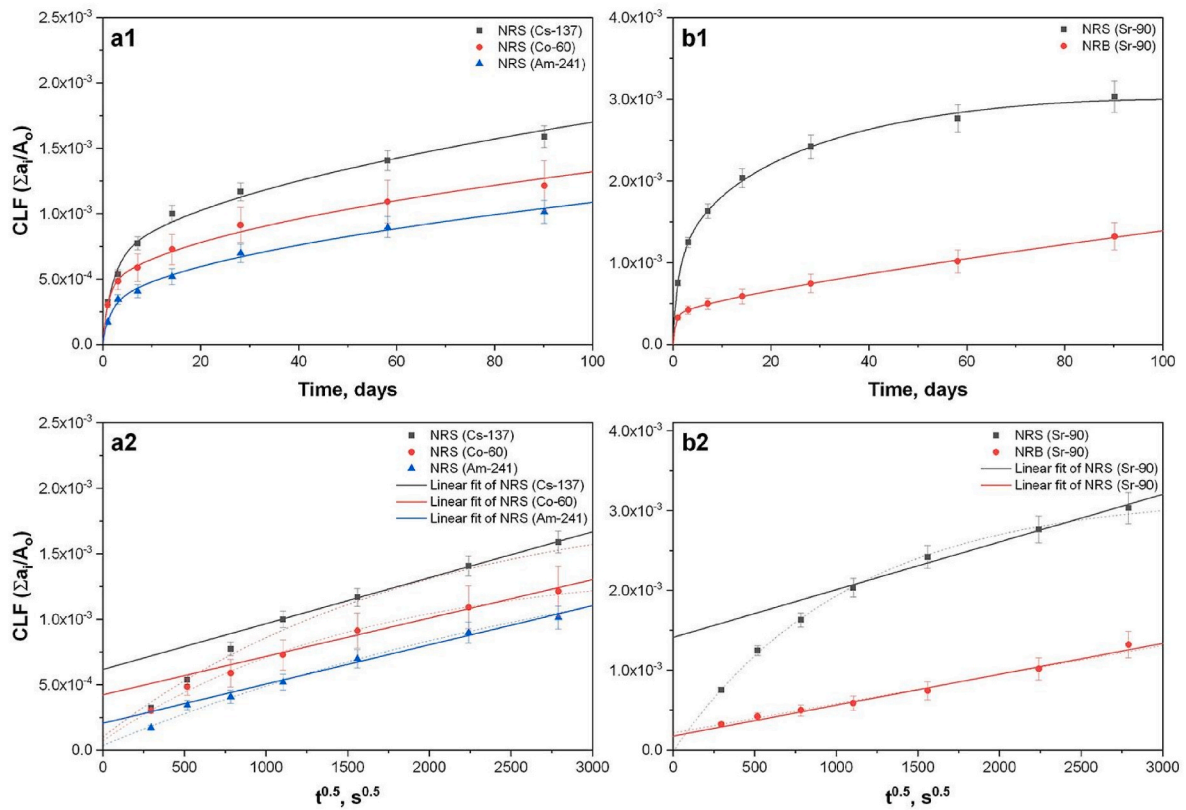 a1
NRS (Cs-137)
NRS (Co-60)
NRS (Am-241)
2.5x10⁻³
2.0x10⁻³
1.5x10⁻³
1.0x10⁻³
5.0x10⁻⁴
0.0
CLF (Σaᵢ/Aₒ)
0 20 40 60 80 100
Time, days
b1
NRS (Sr-90)
NRB (Sr-90)
4.0x10⁻³
3.0x10⁻³
2.0x10⁻³
1.0x10⁻³
0.0
0 20 40 60 80 100
Time, days
a2
NRS (Cs-137)
NRS (Co-60)
NRS (Am-241)
Linear fit of NRS (Cs-137)
Linear fit of NRS (Co-60)
Linear fit of NRS (Am-241)
2.5x10⁻³
2.0x10⁻³
1.5x10⁻³
1.0x10⁻³
5.0x10⁻⁴
0.0
CLF (Σaᵢ/Aₒ)
0 500 1000 1500 2000 2500 3000
t⁰·⁵, s⁰·⁵
b2
NRS (Sr-90)
NRB (Sr-90)
Linear fit of NRS (Sr-90)
Linear fit of NRS (Sr-90)
4.0x10⁻³
3.0x10⁻³
2.0x10⁻³
1.0x10⁻³
0.0
0 500 1000 1500 2000 2500 3000
t⁰·⁵, s⁰·⁵